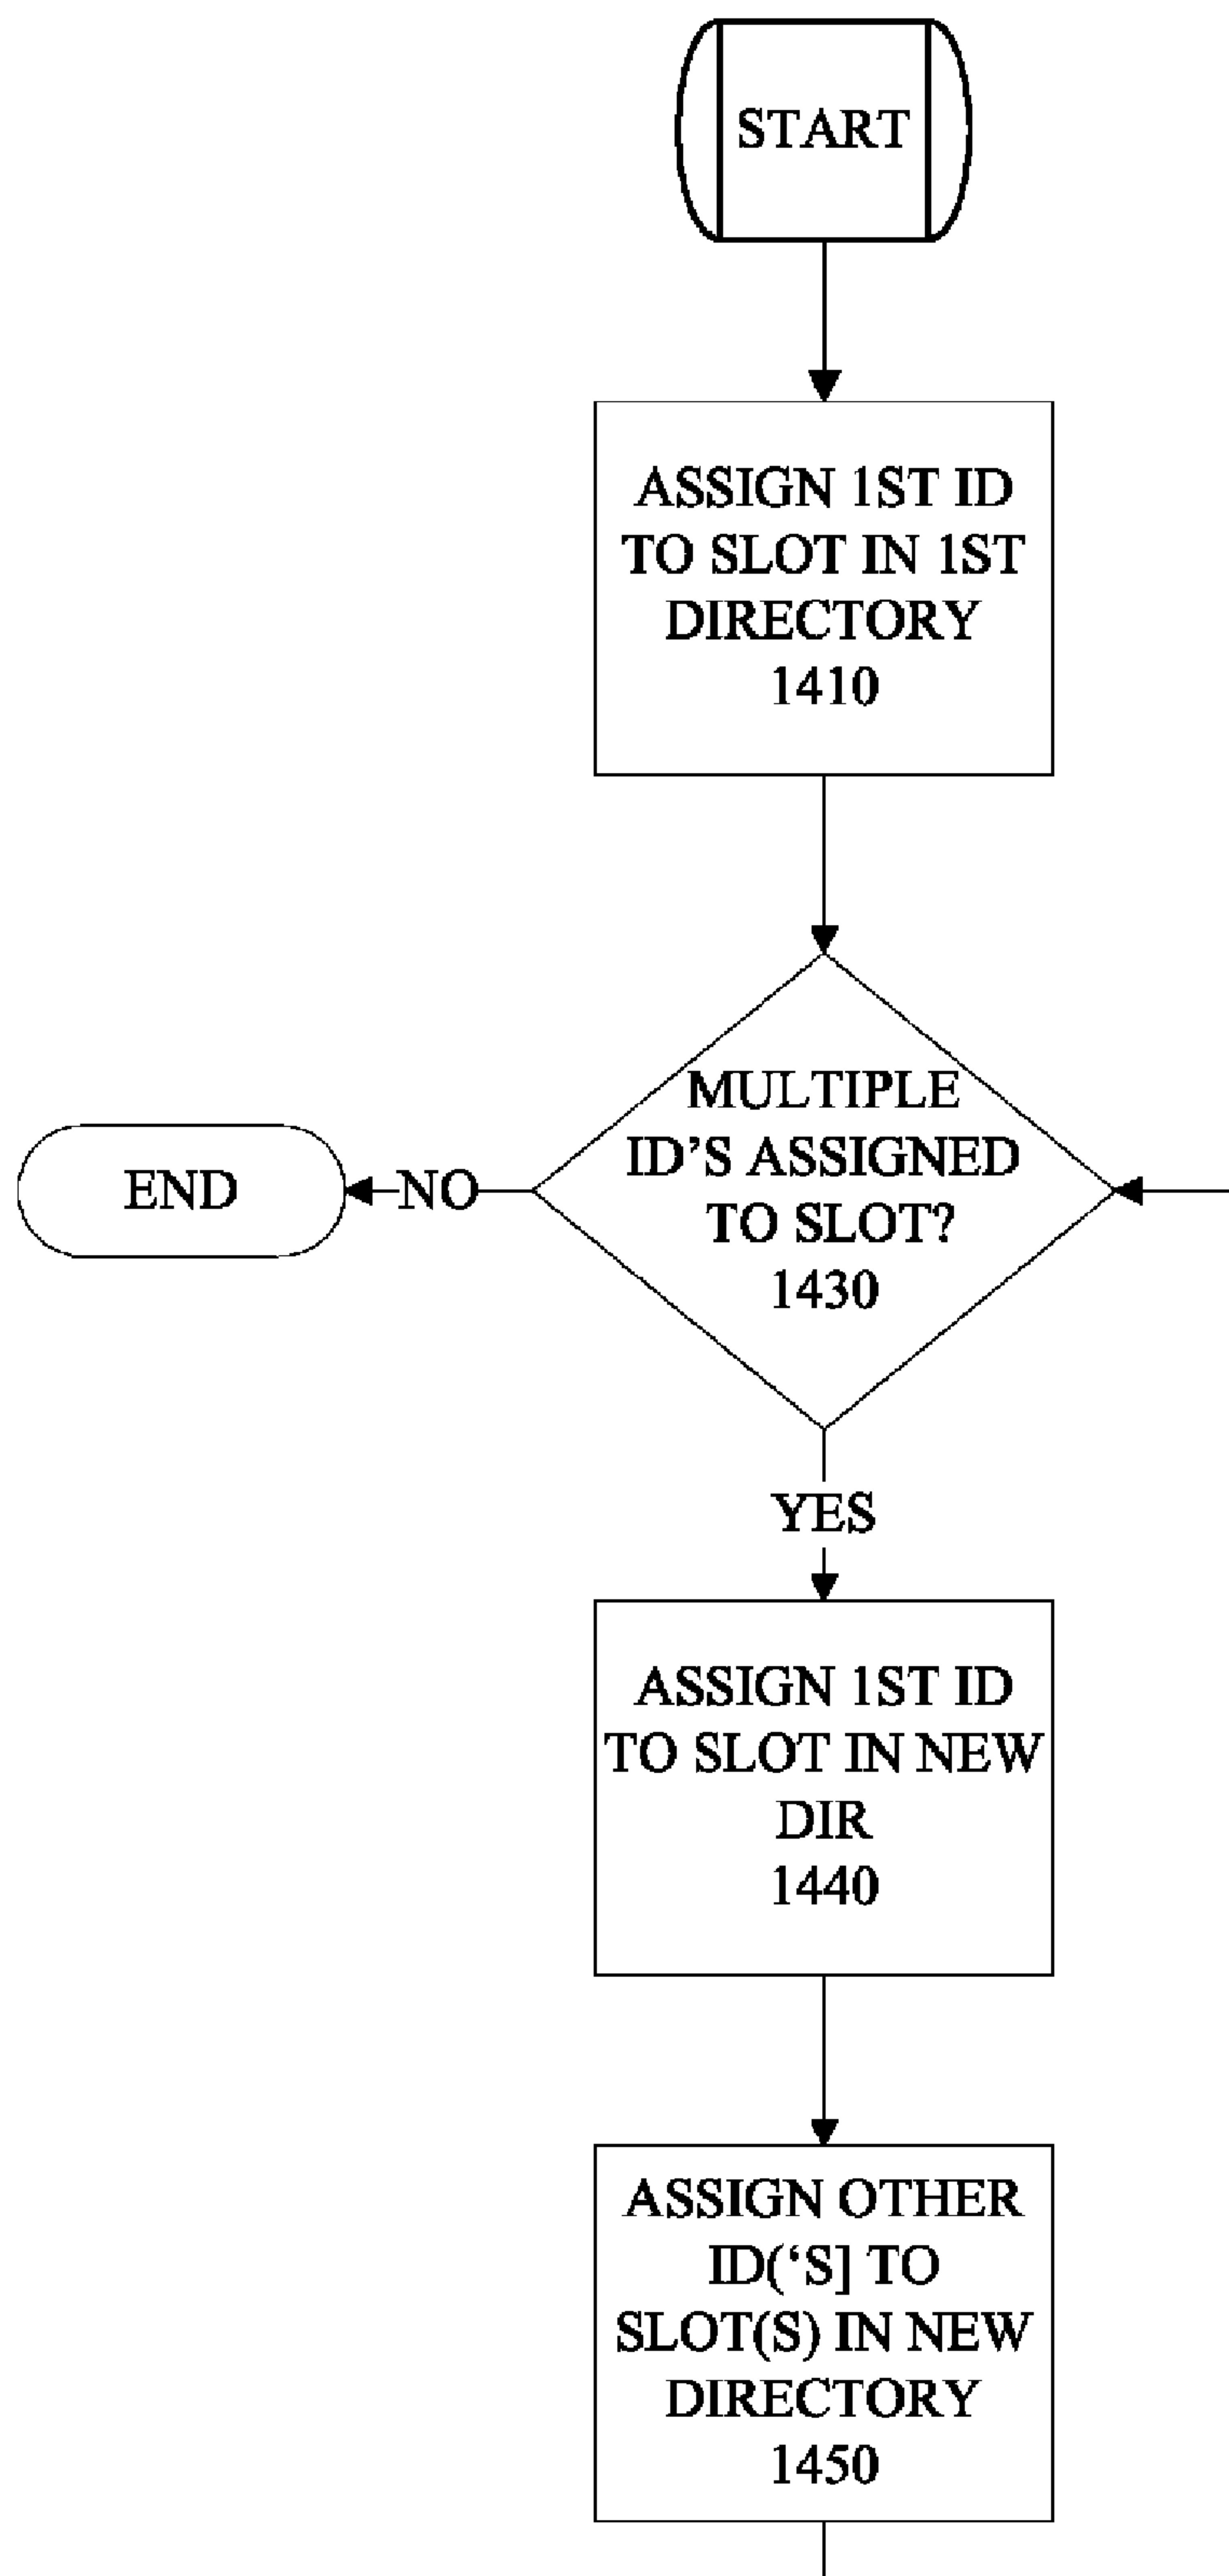 START
ASSIGN 1ST ID
TO SLOT IN 1ST
DIRECTORY
1410
MULTIPLE
ID’S ASSIGNED
TO SLOT?
1430
END
NO
YES
ASSIGN 1ST ID
TO SLOT IN NEW
DIR
1440
ASSIGN OTHER
ID(‘S] TO
SLOT(S) IN NEW
DIRECTORY
1450